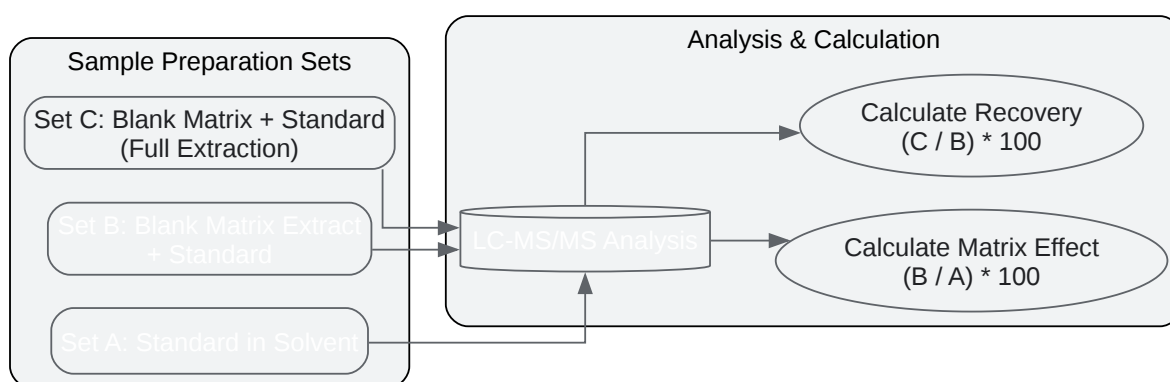 Sample Preparation Sets
Set C: Blank Matrix + Standard
(Full Extraction)
Set B: Blank Matrix Extract
+ Standard
Set A: Standard in Solvent
Analysis & Calculation
LC-MS/MS Analysis
Calculate Recovery
(C / B) * 100
Calculate Matrix Effect
(B / A) * 100